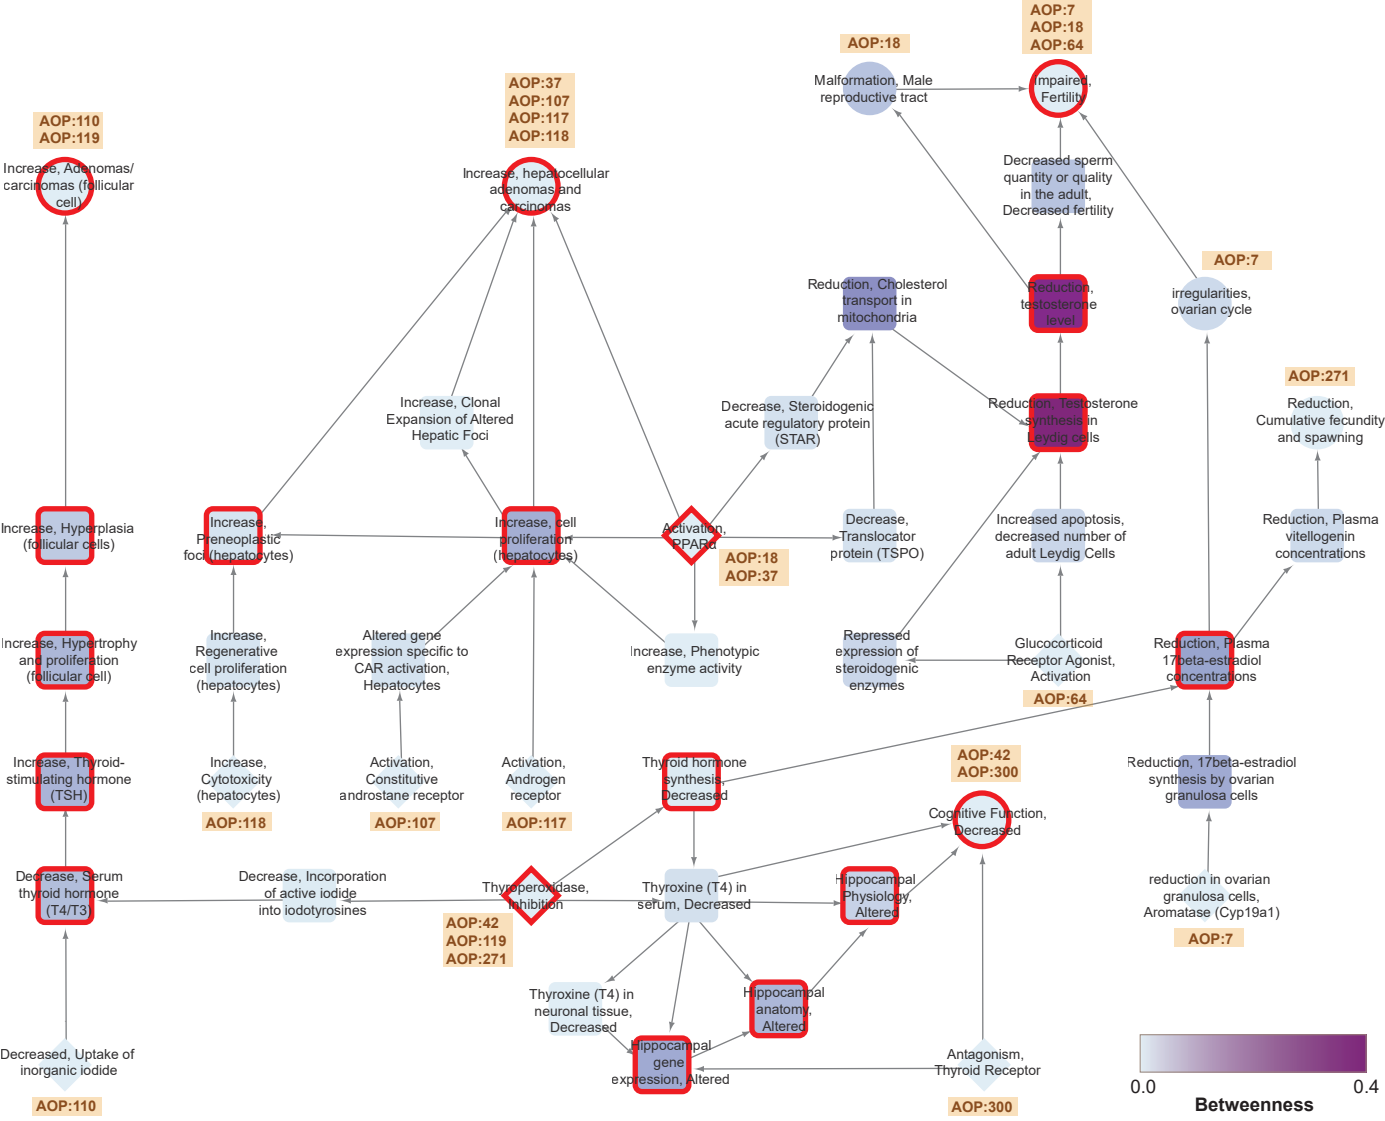 AOP:7
AOP:18
AOP:64
AOP:18
Malformation, Male
reproductive tract
Impaired,
Fertility
AOP:37
AOP:107
AOP:117
AOP:118
AOP:110
AOP:119
Increase, Adenomas/
carcinomas (follicular
cell)
Increase, hepatocellular
adenomas and
carcinomas
Decreased sperm
quantity or quality
in the adult,
Decreased fertility
AOP:7
irregularities,
ovarian cycle
Reduction, Cholesterol
transport in
mitochondria
Reduction,
testosterone
level
AOP:271
Reduction,
Cumulative fecundity
and spawning
Increase, Clonal
Expansion of Altered
Hepatic Foci
Decrease, Steroidogenic
acute regulatory protein
(STAR)
Reduction, Testosterone
synthesis in
Leydig cells
Increase, Hyperplasia
(follicular cells)
Increase,
Preneoplastic
foci (hepatocytes)
Increase, cell
proliferation
(hepatocytes)
Activation,
PPARα
AOP:18
AOP:37
Decrease,
Translocator
protein (TSPO)
Increased apoptosis,
decreased number of
adult Leydig Cells
Reduction, Plasma
vitellogenin
concentrations
Increase, Hypertrophy
and proliferation
(follicular cell)
Increase,
Regenerative
cell proliferation
(hepatocytes)
Altered gene
expression specific to
CAR activation,
Hepatocytes
Increase, Phenotypic
enzyme activity
Repressed
expression of
steroidogenic
enzymes
Glucocorticoid
Receptor Agonist,
Activation
AOP:64
Reduction, Plasma
17beta-estradiol
concentrations
Increase, Thyroid-
stimulating hormone
(TSH)
Increase,
Cytotoxicity
(hepatocytes)
AOP:118
Activation,
Constitutive
androstane receptor
AOP:107
Activation,
Androgen
receptor
AOP:117
Thyroid hormone
synthesis,
Decreased
AOP:42
AOP:300
Cognitive Function,
Decreased
Reduction, 17beta-estradiol
synthesis by ovarian
granulosa cells
Decrease, Serum
thyroid hormone
(T4/T3)
Decrease, Incorporation
of active iodide
into iodotyrosines
Thyroperoxidase,
Inhibition
AOP:42
AOP:119
AOP:271
Thyroxine (T4) in
serum, Decreased
Hippocampal
Physiology,
Altered
reduction in ovarian
granulosa cells,
Aromatase (Cyp19a1)
AOP:7
Thyroxine (T4) in
neuronal tissue,
Decreased
Hippocampal
anatomy,
Altered
Decreased, Uptake of
inorganic iodide
AOP:110
Hippocampal
gene
expression, Altered
Antagonism,
Thyroid Receptor
AOP:300
0.0
0.4
Betweenness